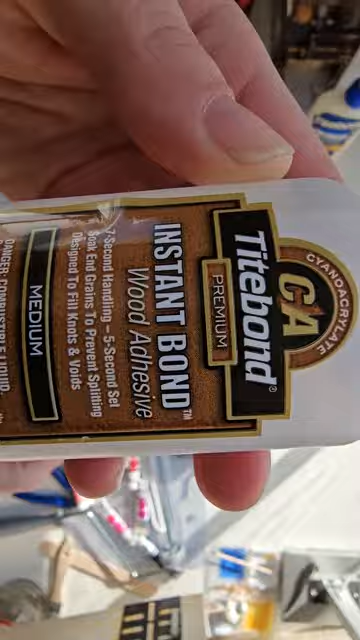 CYANOACRYLATE
CA
Titebond®
PREMIUM
INSTANT BOND™
Wood Adhesive
7-Second Handling – 5-Second Set
Soak End Grains To Prevent Splitting
Designed To Fill Knots & Voids
MEDIUM
DANGER: COMBUSTIBLE LIQUID.